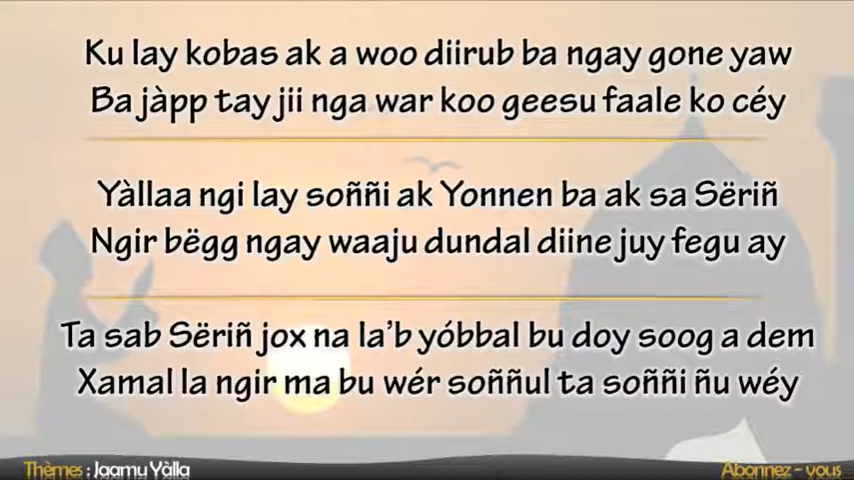 Ku lay kobas ak a woo diirub ba ngay gone yaw
Ba jàpp tay jii nga war koo geesu faale ko céy
Yàllaa ngi lay soññi ak Yonnen ba ak sa Sëriñ
Ngir bëgg ngay waaju dundal diine juy fegu ay
Ta sab Sëriñ jox na la'b yóbbal bu doy soog a dem
Xamal la ngir ma bu wér soññul ta soññi ñu wéy
Thèmes : Jaamu Yàlla
Abonnez - vous